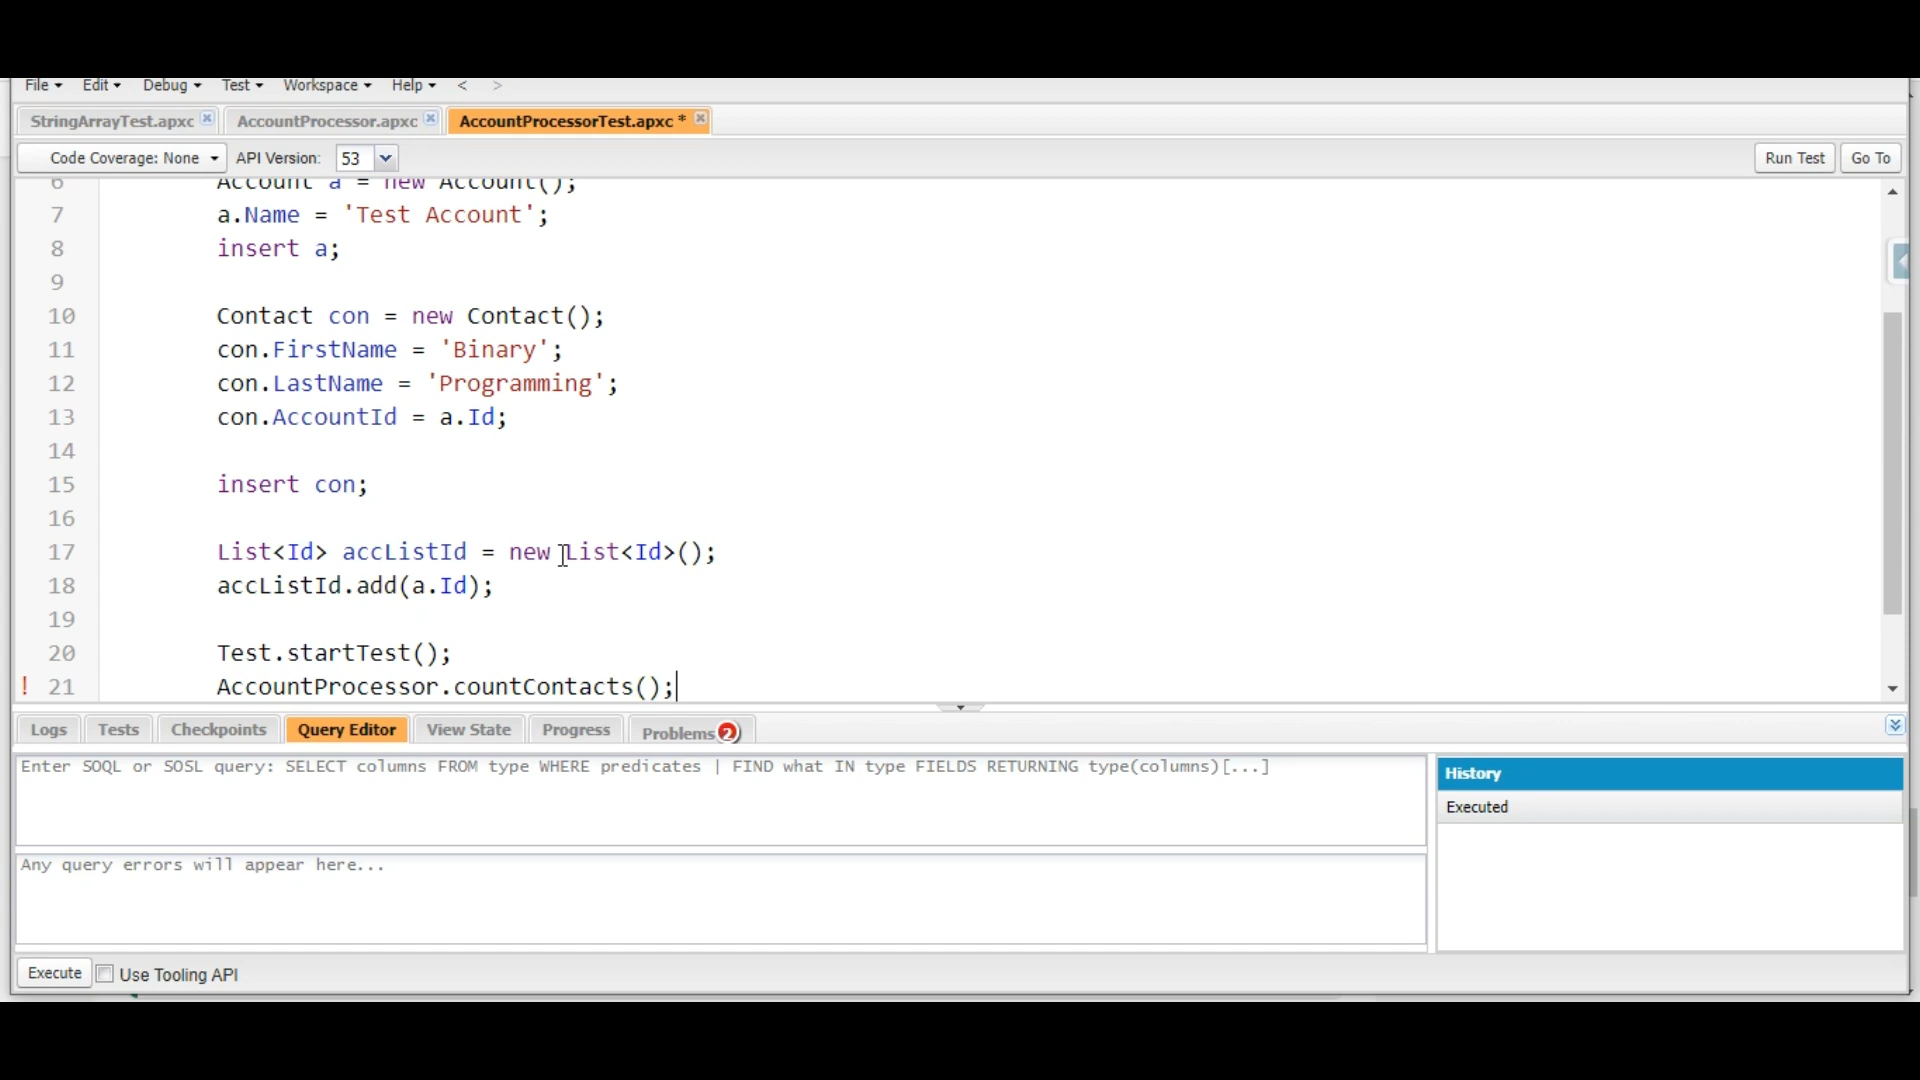 File Edit Debug Test Workspace Help < >
StringArrayTest.apxc AccountProcessor.apxc AccountProcessorTest.apxc *
Code Coverage: None API Version: 53 Run Test Go To
6 Account a = new Account();
7 a.Name = 'Test Account';
8 insert a;
9
10 Contact con = new Contact();
11 con.FirstName = 'Binary';
12 con.LastName = 'Programming';
13 con.AccountId = a.Id;
14
15 insert con;
16
17 List<Id> accListId = new List<Id>();
18 accListId.add(a.Id);
19
20 Test.startTest();
! 21 AccountProcessor.countContacts();
Logs Tests Checkpoints Query Editor View State Progress Problems 2
Enter SOQL or SOSL query: SELECT columns FROM type WHERE predicates | FIND what IN type FIELDS RETURNING type(columns)[...]
History
Executed
Any query errors will appear here...
Execute Use Tooling API